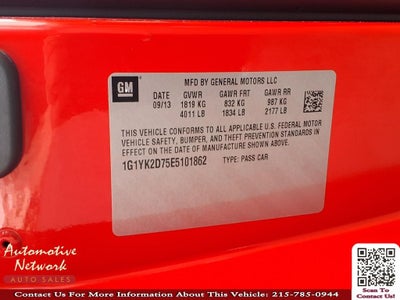 GM
MFD BY GENERAL MOTORS LLC
DATE GVWR GAWR FRT GAWR RR
09/13 1819 KG 832 KG 987 KG
4011 LB 1834 LB 2177 LB
THIS VEHICLE CONFORMS TO ALL APPLICABLE U.S. FEDERAL MOTOR
VEHICLE SAFETY, BUMPER, AND THEFT PREVENTION STANDARDS
IN EFFECT ON THE DATE OF MANUFACTURE SHOWN ABOVE.
1G1YK2D75E5101862 TYPE: PASS CAR
Automotive
Network
AUTO SALES
Scan To
Contact Us!
Contact Us For More Information About This Vehicle: 215-785-0944